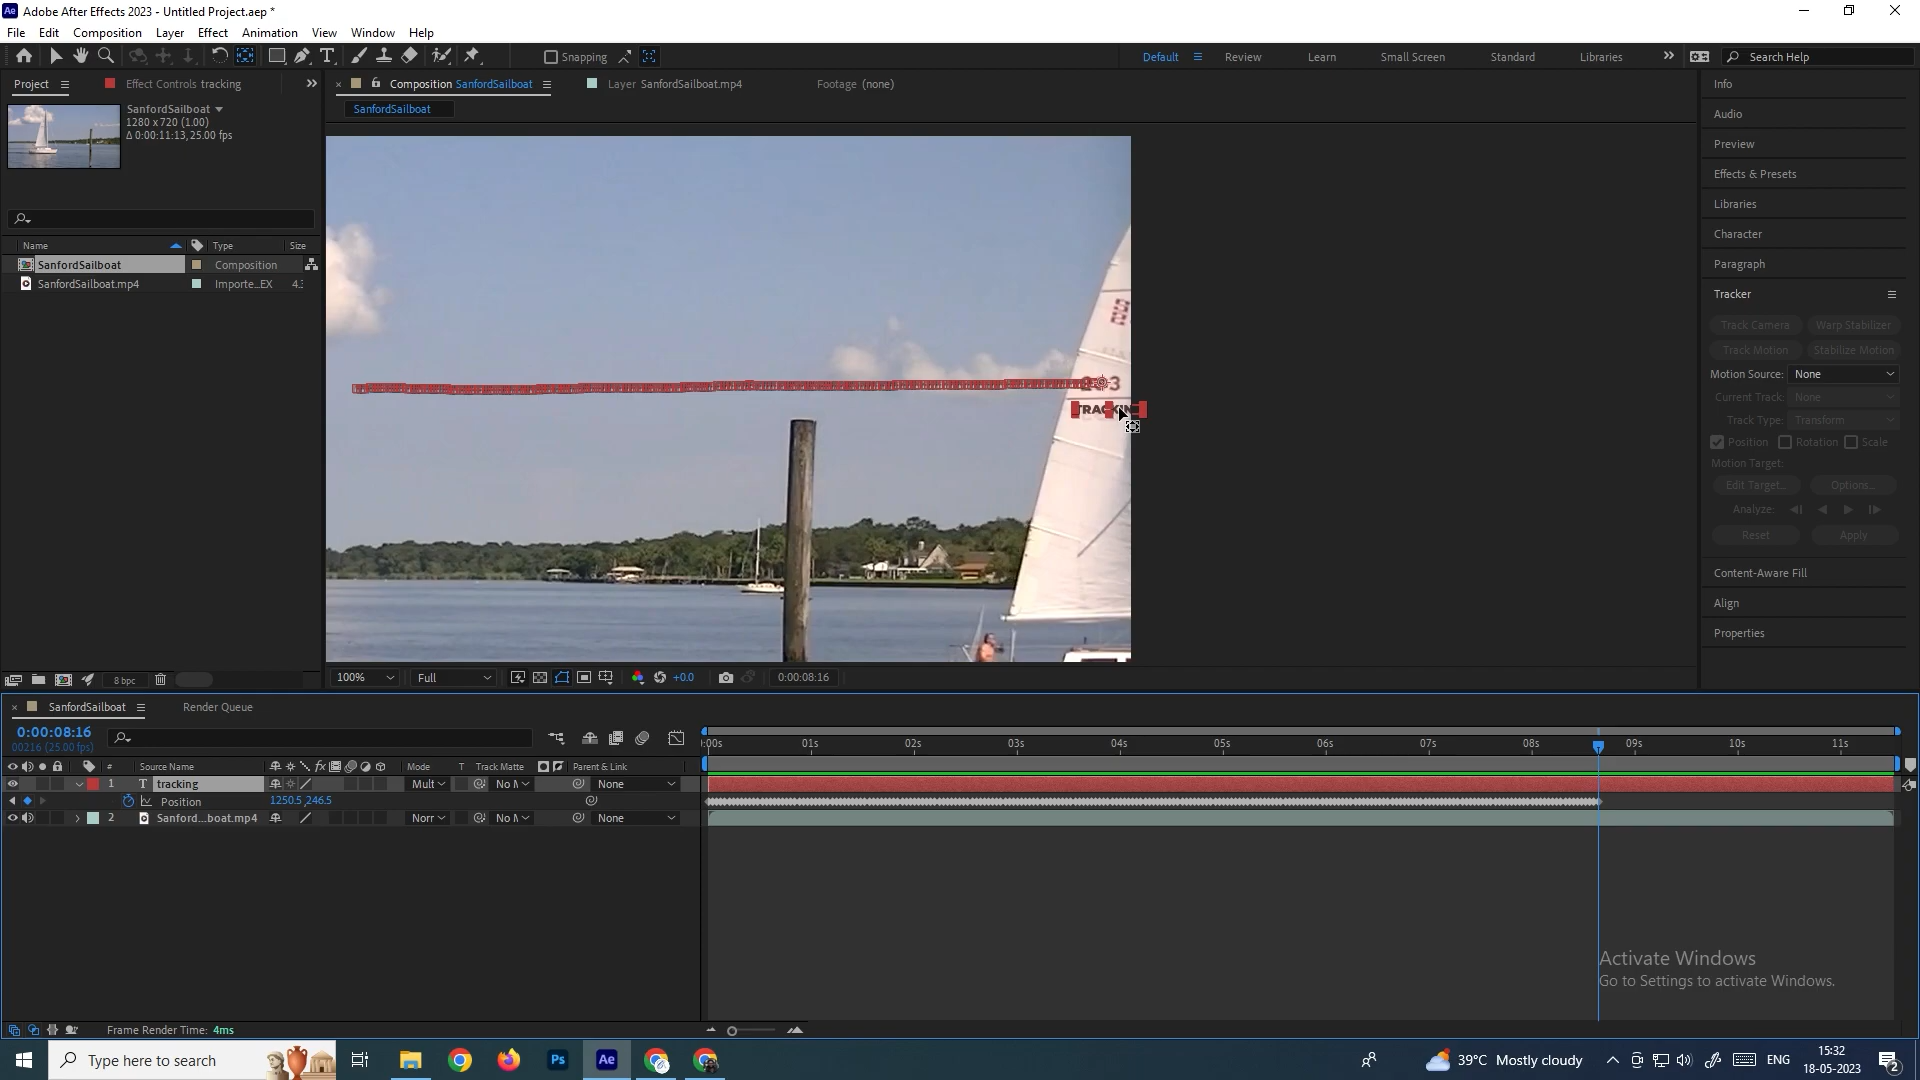 Adobe After Effects 2023 - Untitled Project.aep *
File Edit Composition Layer Effect Animation View Window Help
Snapping
Default Review Learn Small Screen Standard Libraries Search Help
Project Effect Controls tracking Composition SanfordSailboat Layer SanfordSailboat.mp4 Footage (none)
SanfordSailboat
SanfordSailboat
1280 x 720 (1.00)
Δ 0:00:11:13, 25.00 fps
Name Type Size
SanfordSailboat Composition
SanfordSailboat.mp4 Importe...EX 4.
TRACKIN
Info
Audio
Preview
Effects & Presets
Libraries
Character
Paragraph
Tracker
Track Camera Warp Stabilizer
Track Motion Stabilize Motion
Motion Source: None
Current Track: None
Track Type: Transform
Position Rotation Scale
Motion Target:
Edit Target... Options...
Analyze:
Reset Apply
Content-Aware Fill
Align
Properties
8 bpc 100% Full +0.0 0:00:08:16
SanfordSailboat Render Queue
0:00:08:16
00216 (25.00 fps)
:00s 01s 02s 03s 04s 05s 06s 07s 08s 09s 10s 11s
# Source Name Mode T Track Matte Parent & Link
1 T tracking Mult No M None
Position 1250.5,246.5
2 Sanford...boat.mp4 Norr No M None
Activate Windows
Go to Settings to activate Windows.
Frame Render Time: 4ms
Type here to search Ps Ae 39°C Mostly cloudy ENG 15:32
18-05-2023 2